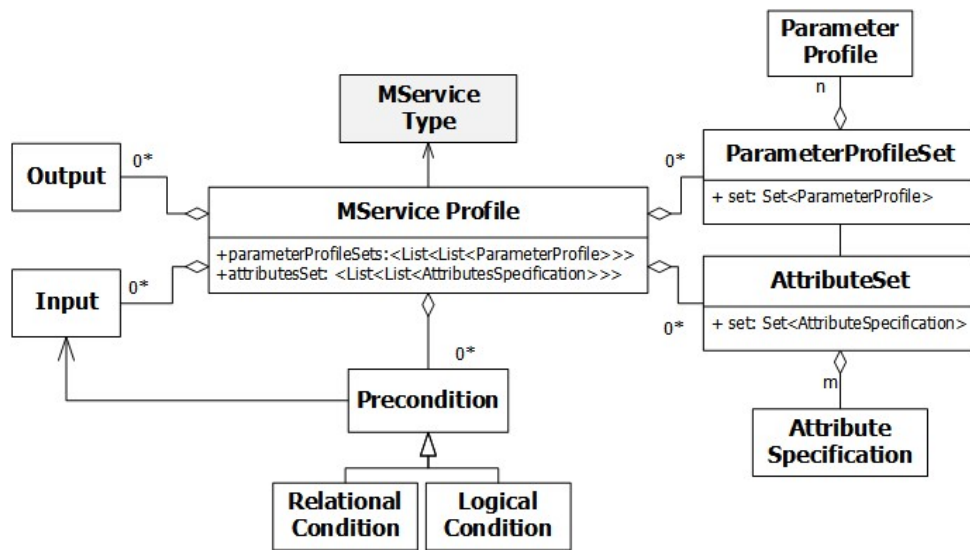 Parameter
Profile
n
MService
Type
Output
0*
0*
ParameterProfileSet
+ set: Set<ParameterProfile>
MService Profile
+parameterProfileSets:<List<List<ParameterProfile>>>
+attributesSet: <List<List<AttributesSpecification>>>
Input
0*
0*
AttributeSet
+ set: Set<AttributeSpecification>
0*
m
Precondition
Attribute
Specification
Relational
Condition
Logical
Condition